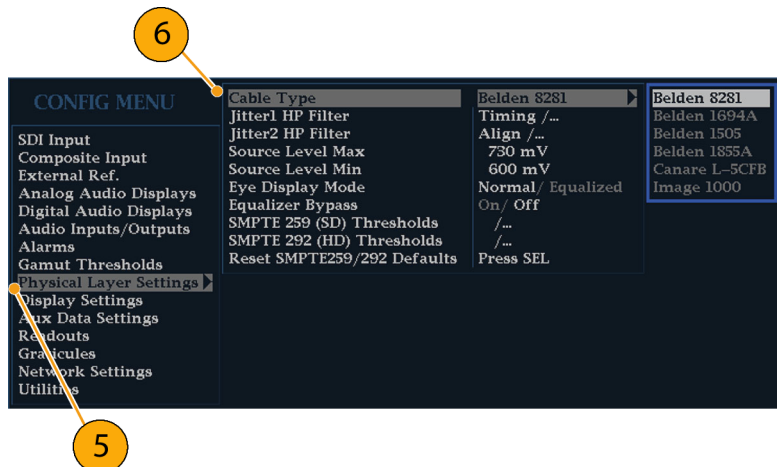 6
CONFIG MENU
SDI Input
Composite Input
External Ref.
Analog Audio Displays
Digital Audio Displays
Audio Inputs/Outputs
Alarms
Gamut Thresholds
Physical Layer Settings
Display Settings
Aux Data Settings
Readouts
Graticules
Network Settings
Utilities
Cable Type Belden 8281
Jitter1 HP Filter Timing /...
Jitter2 HP Filter Align /...
Source Level Max 730 mV
Source Level Min 600 mV
Eye Display Mode Normal/ Equalized
Equalizer Bypass On/ Off
SMPTE 259 (SD) Thresholds /...
SMPTE 292 (HD) Thresholds /...
Reset SMPTE259/292 Defaults Press SEL
Belden 8281
Belden 1694A
Belden 1505
Belden 1855A
Canare L-5CFB
Image 1000
5